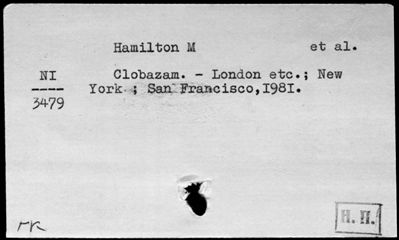 Hamilton M et al.
NI Clobazam. - London etc.; New
---- York ; San Francisco,1981.
3479
Н. П.